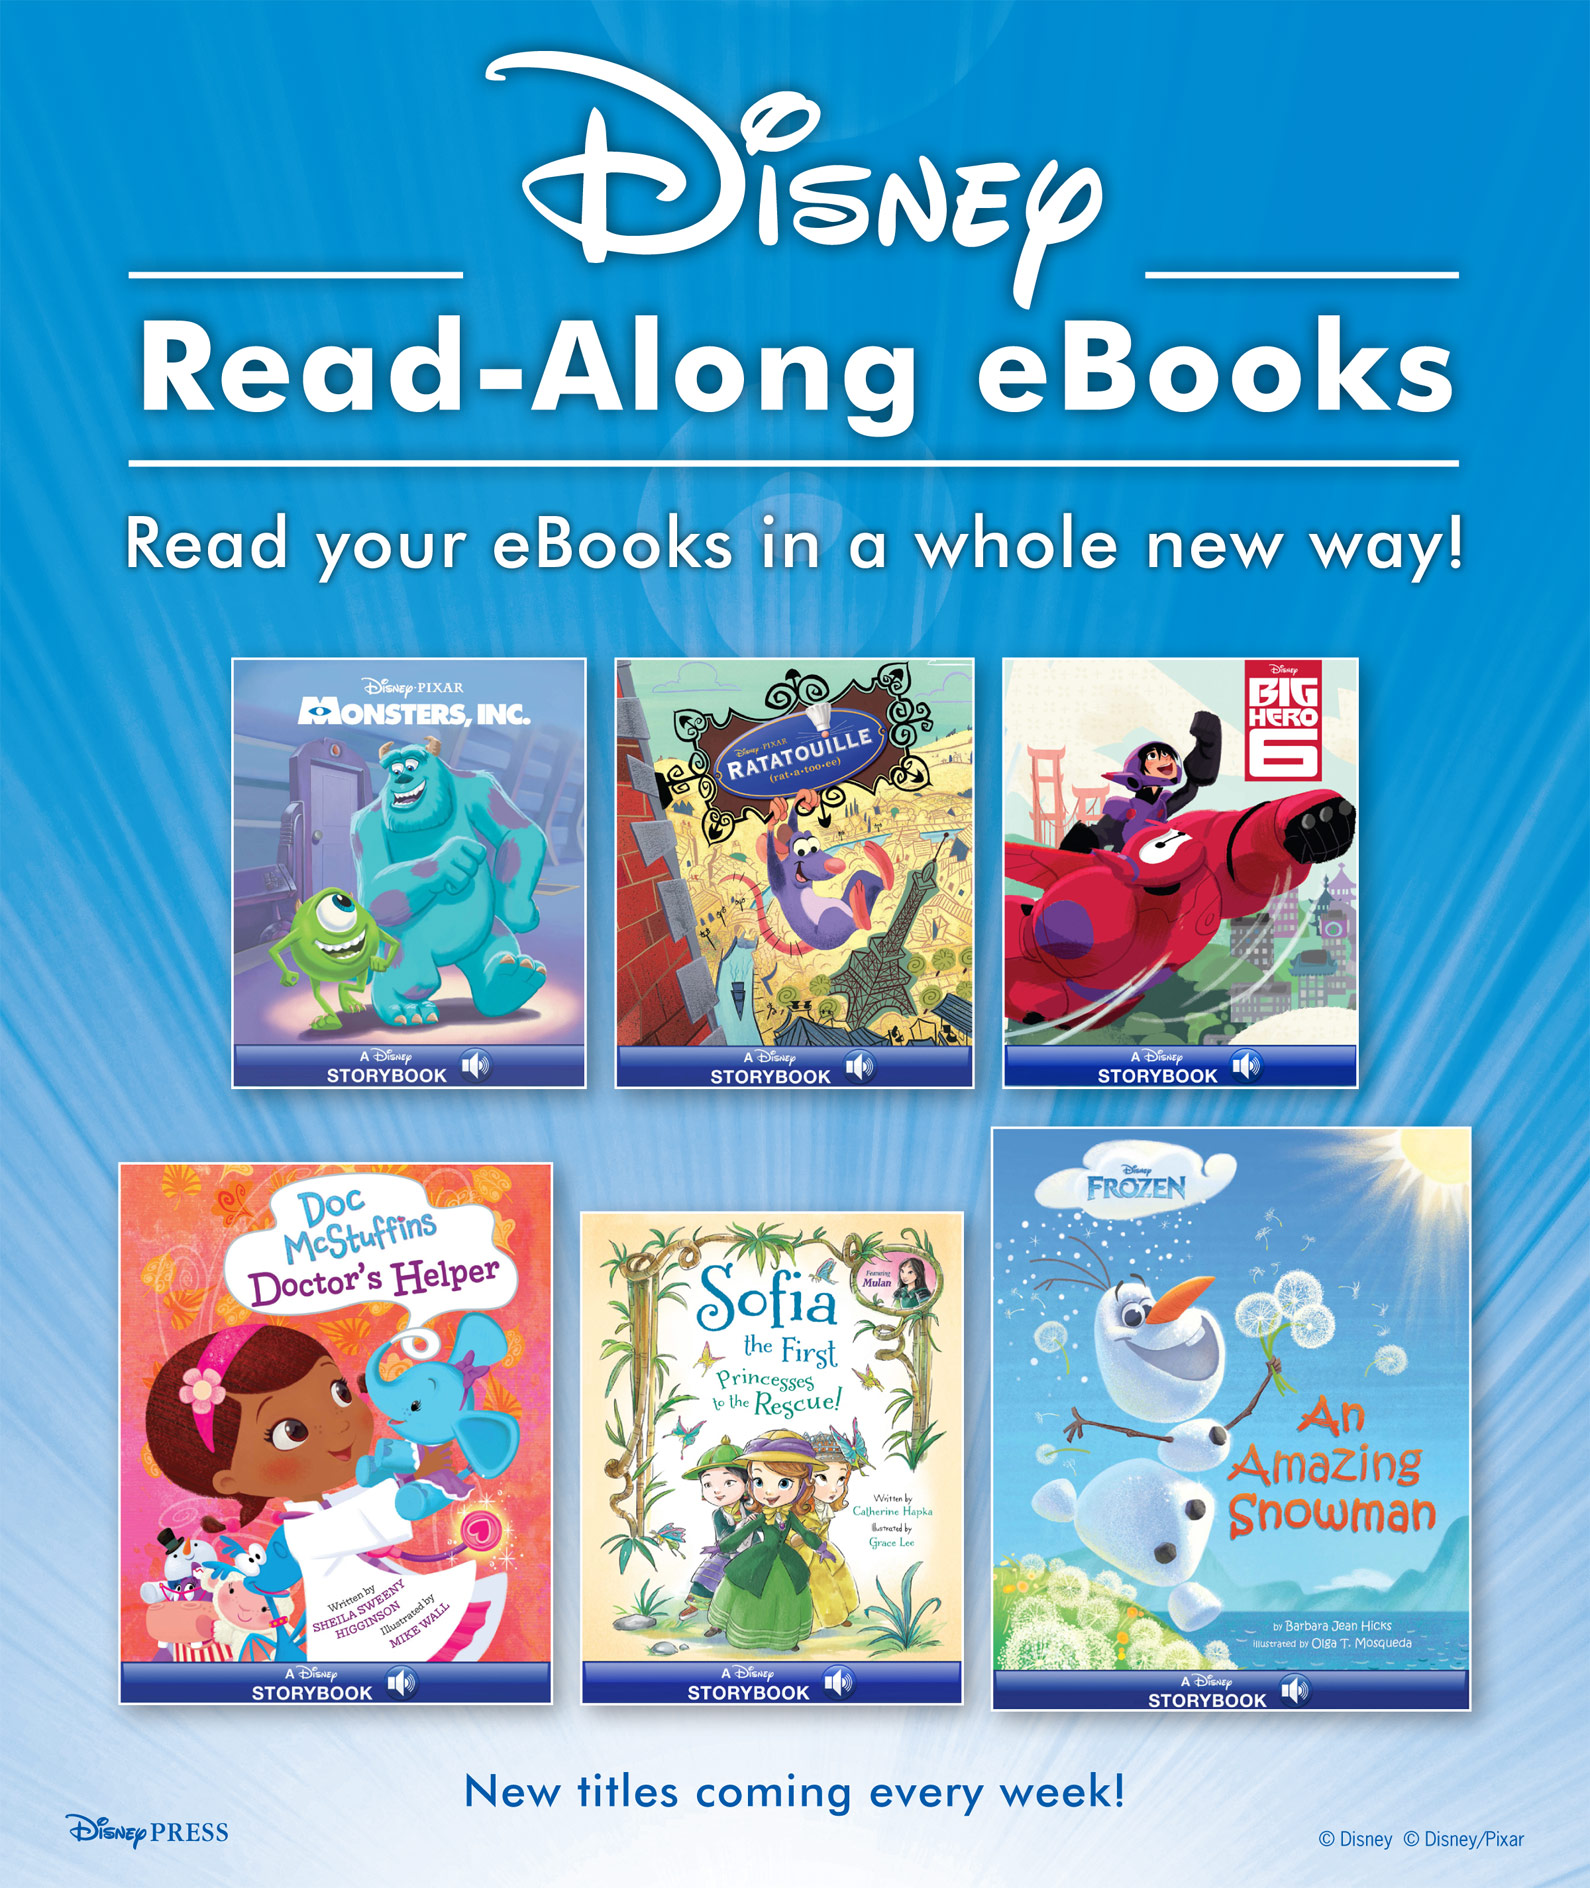 Disney
Read-Along eBooks
Read your eBooks in a whole new way!
Disney·PIXAR
MONSTERS, INC.
A Disney
STORYBOOK
Disney·PIXAR
RATATOUILLE
(rat•a•too•ee)
A Disney
STORYBOOK
Disney
BIG
HERO
6
A Disney
STORYBOOK
Doc
McStuffins
Doctor's Helper
Written by
SHEILA SWEENY
HIGGINSON
Illustrated by
MIKE WALL
A Disney
STORYBOOK
Featuring
Mulan
Sofia
the First
Princesses
to the Rescue!
Written by
Catherine Hapka
Illustrated by
Grace Lee
A Disney
STORYBOOK
Disney
FROZEN
An
Amazing
Snowman
by Barbara Jean Hicks
illustrated by Olga T. Mosqueda
A Disney
STORYBOOK
New titles coming every week!
Disney PRESS
© Disney © Disney/Pixar